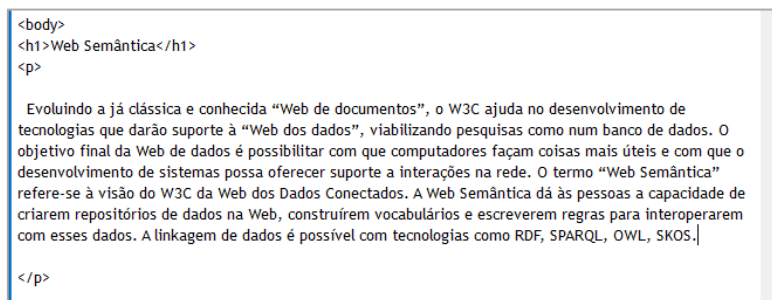 <body>
<h1>Web Semântica</h1>
<p>
Evoluindo a já clássica e conhecida “Web de documentos”, o W3C ajuda no desenvolvimento de
tecnologias que darão suporte à “Web dos dados”, viabilizando pesquisas como num banco de dados. O
objetivo final da Web de dados é possibilitar com que computadores façam coisas mais úteis e com que o
desenvolvimento de sistemas possa oferecer suporte a interações na rede. O termo “Web Semântica”
refere-se à visão do W3C da Web dos Dados Conectados. A Web Semântica dá às pessoas a capacidade de
criarem repositórios de dados na Web, construírem vocabulários e escreverem regras para interoperarem
com esses dados. A linkagem de dados é possível com tecnologias como RDF, SPARQL, OWL, SKOS.
</p>